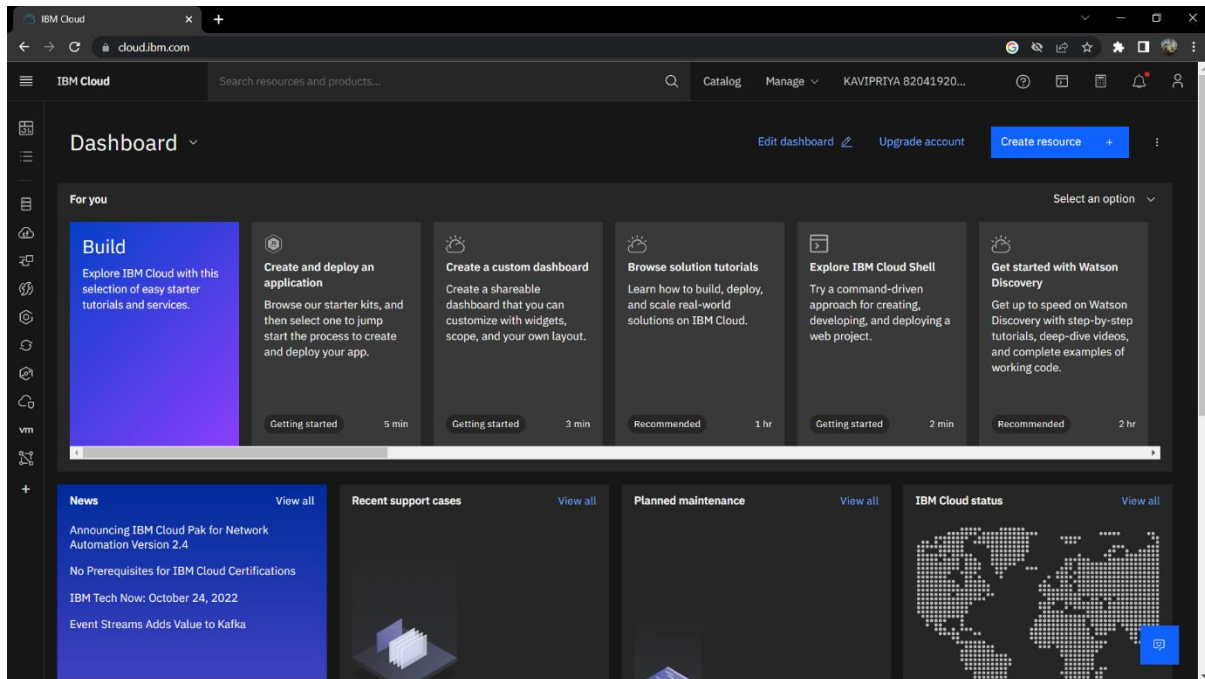 IBM Cloud
cloud.ibm.com
IBM Cloud
Search resources and products...
Catalog
Manage
KAVIPRIYA 82041920...
Dashboard
Edit dashboard
Upgrade account
Create resource +
For you
Select an option
Build
Explore IBM Cloud with this
selection of easy starter
tutorials and services.
Create and deploy an
application
Browse our starter kits, and
then select one to jump
start the process to create
and deploy your app.
Getting started
5 min
Create a custom dashboard
Create a shareable
dashboard that you can
customize with widgets,
scope, and your own layout.
Getting started
3 min
Browse solution tutorials
Learn how to build, deploy,
and scale real-world
solutions on IBM Cloud.
Recommended
1 hr
Explore IBM Cloud Shell
Try a command-driven
approach for creating,
developing, and deploying a
web project.
Getting started
2 min
Get started with Watson
Discovery
Get up to speed on Watson
Discovery with step-by-step
tutorials, deep-dive videos,
and complete examples of
working code.
Recommended
2 hr
vm
News
View all
Announcing IBM Cloud Pak for Network
Automation Version 2.4
No Prerequisites for IBM Cloud Certifications
IBM Tech Now: October 24, 2022
Event Streams Adds Value to Kafka
Recent support cases
View all
Planned maintenance
View all
IBM Cloud status
View all